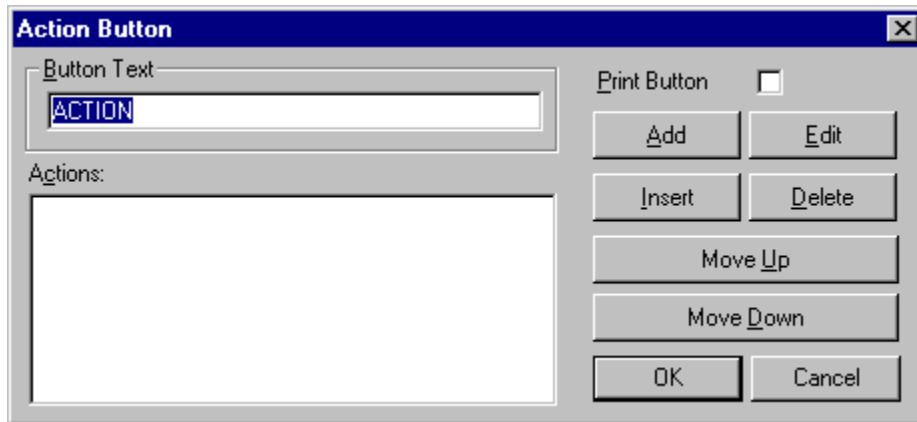 Action Button
Button Text
ACTION
Print Button
Add
Edit
Actions:
Insert
Delete
Move Up
Move Down
OK
Cancel